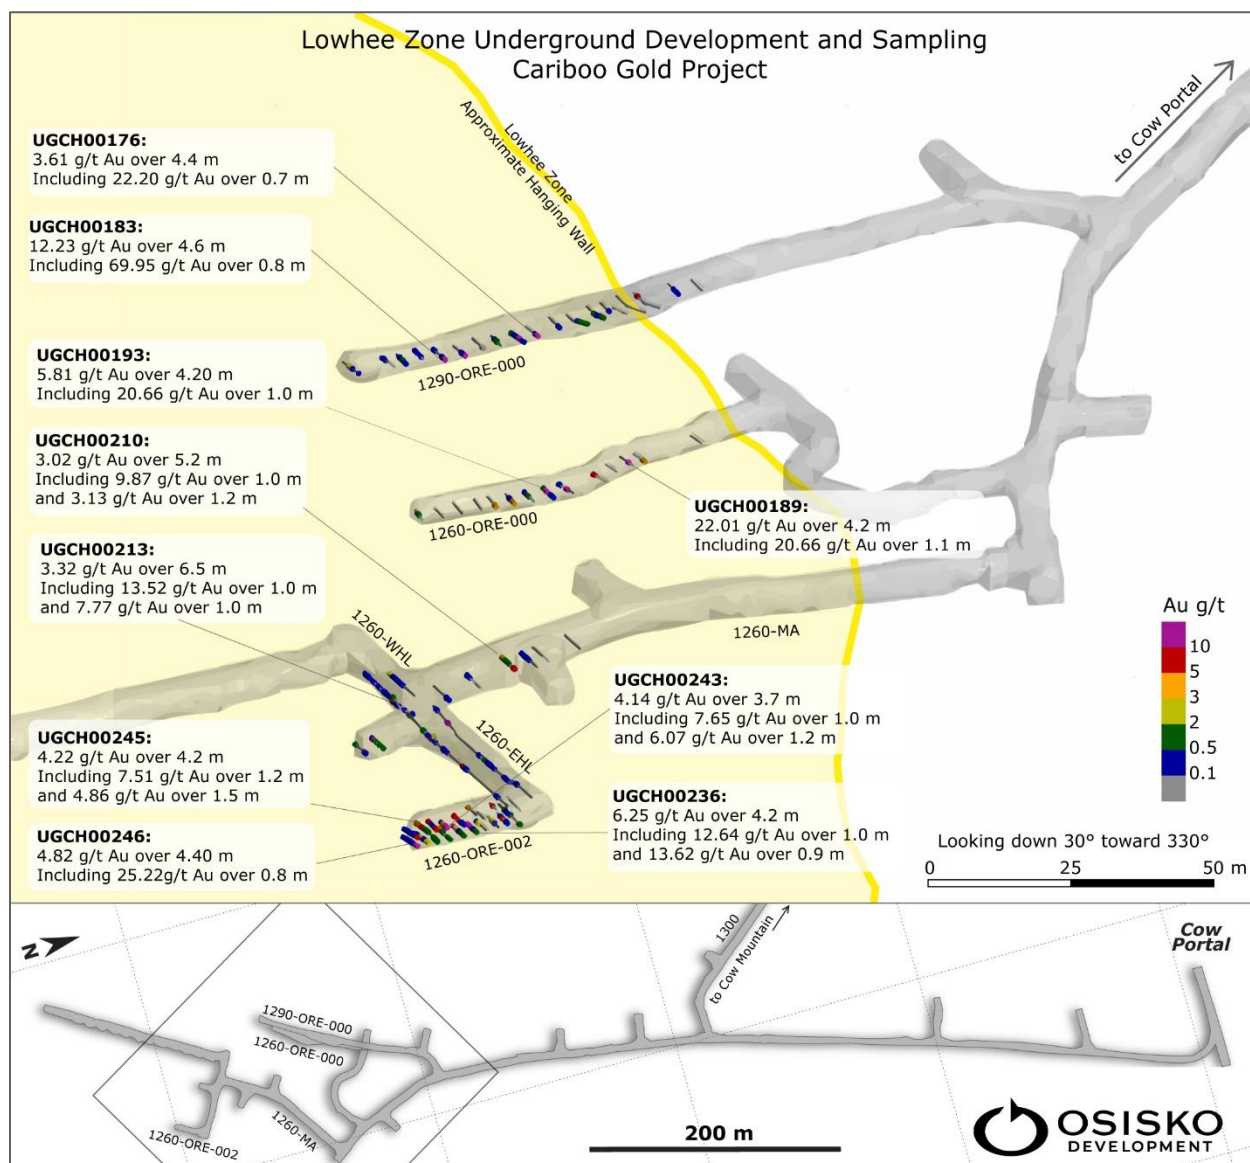 Lowhee Zone Underground Development and Sampling
Cariboo Gold Project
to Cow Portal
Lowhee Zone
Approximate Hanging Wall
UGCH00176:
3.61 g/t Au over 4.4 m
Including 22.20 g/t Au over 0.7 m
UGCH00183:
12.23 g/t Au over 4.6 m
Including 69.95 g/t Au over 0.8 m
1290-ORE-000
UGCH00193:
5.81 g/t Au over 4.20 m
Including 20.66 g/t Au over 1.0 m
UGCH00210:
3.02 g/t Au over 5.2 m
Including 9.87 g/t Au over 1.0 m
and 3.13 g/t Au over 1.2 m
1260-ORE-000
UGCH00189:
22.01 g/t Au over 4.2 m
Including 20.66 g/t Au over 1.1 m
UGCH00213:
3.32 g/t Au over 6.5 m
Including 13.52 g/t Au over 1.0 m
and 7.77 g/t Au over 1.0 m
1260-WHL
1260-MA
Au g/t
10
5
3
2
0.5
0.1
UGCH00243:
4.14 g/t Au over 3.7 m
Including 7.65 g/t Au over 1.0 m
and 6.07 g/t Au over 1.2 m
1260-EHL
UGCH00245:
4.22 g/t Au over 4.2 m
Including 7.51 g/t Au over 1.2 m
and 4.86 g/t Au over 1.5 m
UGCH00236:
6.25 g/t Au over 4.2 m
Including 12.64 g/t Au over 1.0 m
and 13.62 g/t Au over 0.9 m
UGCH00246:
4.82 g/t Au over 4.40 m
Including 25.22g/t Au over 0.8 m
1260-ORE-002
Looking down 30° toward 330°
0 25 50 m
N
1300
to Cow Mountain
Cow
Portal
1290-ORE-000
1260-ORE-000
1260-MA
1260-ORE-002
200 m
OSISKO
DEVELOPMENT